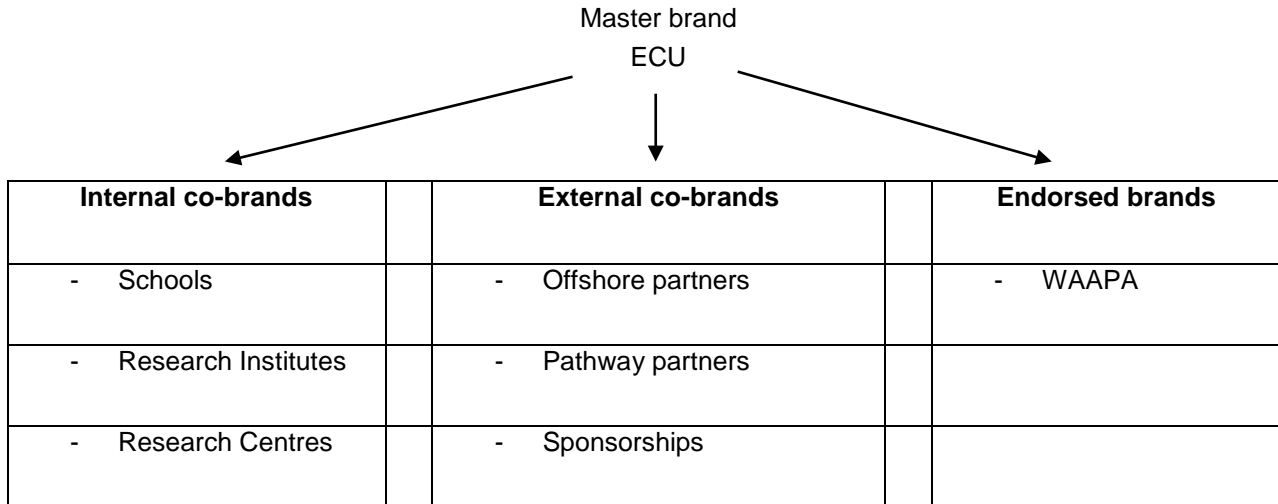 Master brand
ECU
Internal co-brands External co-brands Endorsed brands
- Schools - Offshore partners - WAAPA
- Research Institutes - Pathway partners
- Research Centres - Sponsorships